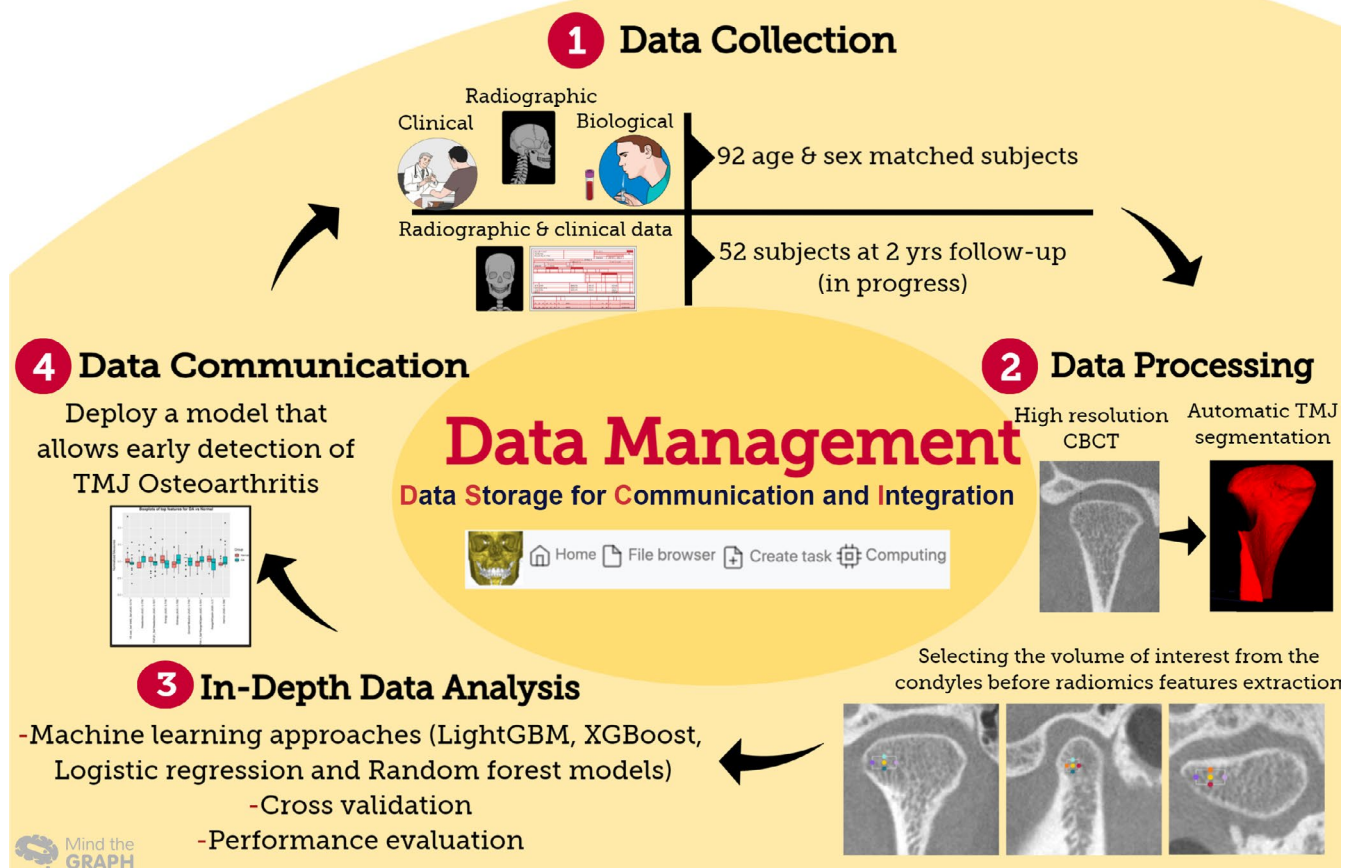 1 Data Collection
Radiographic
Clinical
Biological
92 age & sex matched subjects
Radiographic & clinical data
52 subjects at 2 yrs follow-up
(in progress)
4 Data Communication
Deploy a model that
allows early detection of
TMJ Osteoarthritis
Data Management
Data Storage for Communication and Integration
Home File browser Create task Computing
2 Data Processing
High resolution
CBCT
Automatic TMJ
segmentation
Selecting the volume of interest from the
condyles before radiomics features extraction
3 In-Depth Data Analysis
-Machine learning approaches (LightGBM, XGBoost,
Logistic regression and Random forest models)
-Cross validation
-Performance evaluation
Mind the
GRAPH